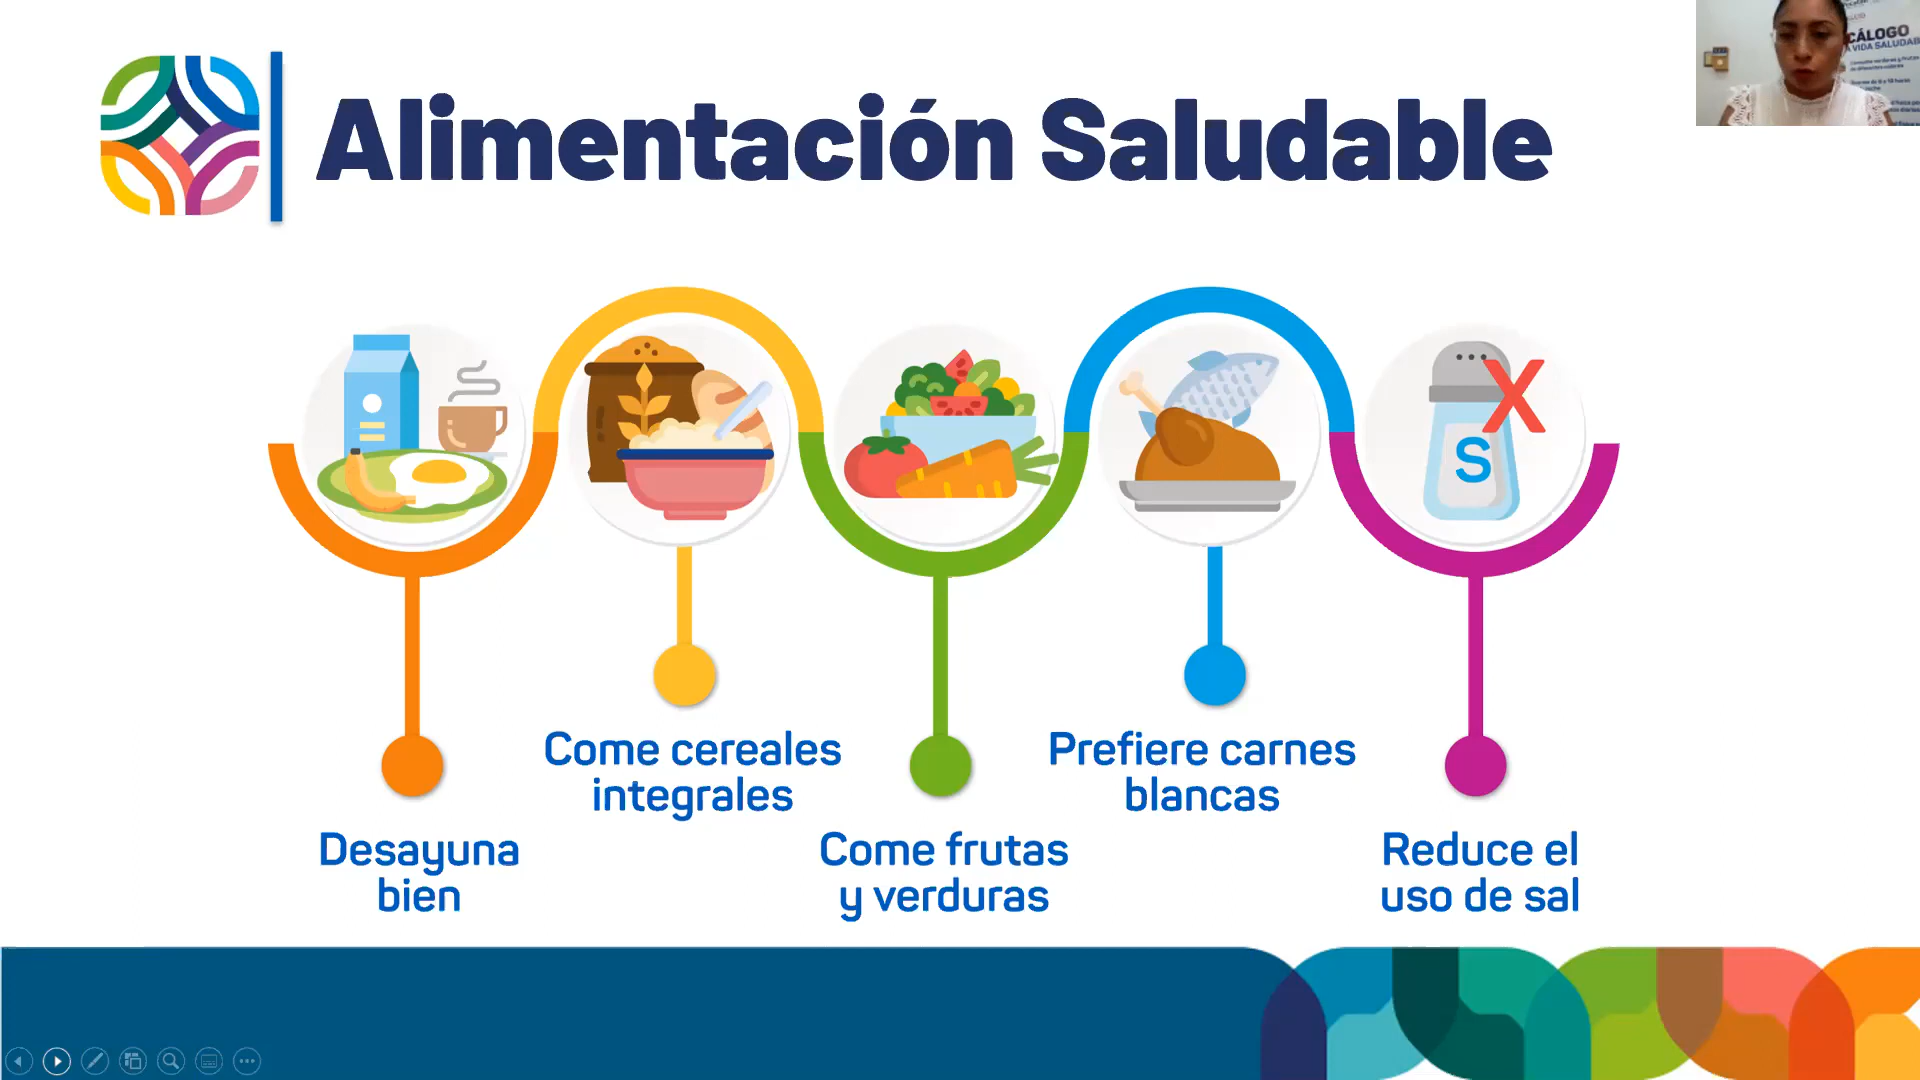 Alimentación Saludable
CÁLOGO
A VIDA SALUDAB
S
Come cereales
integrales
Prefiere carnes
blancas
Desayuna
bien
Come frutas
y verduras
Reduce el
uso de sal